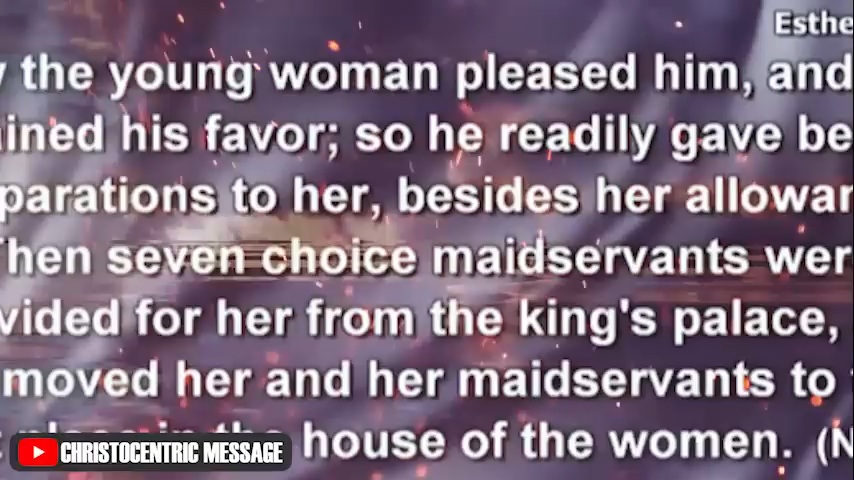 Esthe
the young woman pleased him, and
ined his favor; so he readily gave be
parations to her, besides her allowan
hen seven choice maidservants wer
vided for her from the king's palace,
moved her and her maidservants to
house of the women. (N
CHRISTOCENTRIC MESSAGE